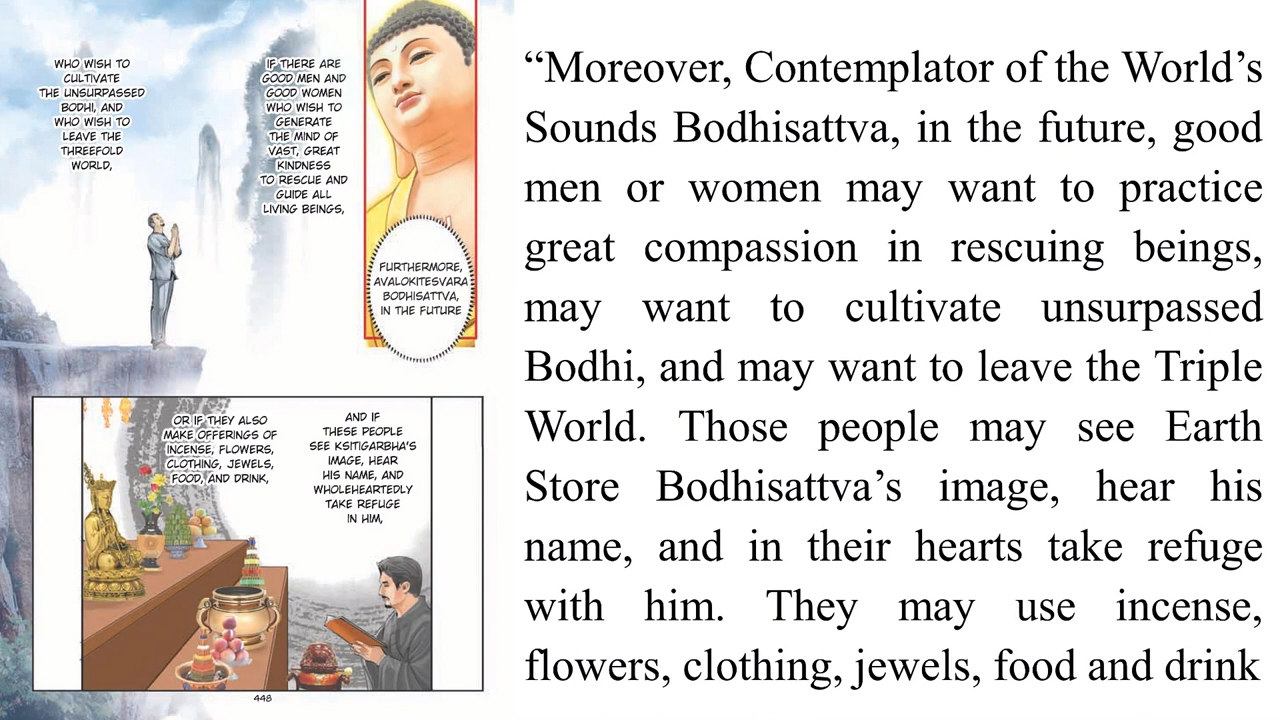 FURTHERMORE,
AVALOKITESVARA
BODHISATTVA,
IN THE FUTURE
IF THERE ARE
GOOD MEN AND
GOOD WOMEN
WHO WISH TO
GENERATE
THE MIND OF
VAST, GREAT
KINDNESS
TO RESCUE AND
GUIDE ALL
LIVING BEINGS,
WHO WISH TO
CULTIVATE
THE UNSURPASSED
BODHI, AND
WHO WISH TO
LEAVE THE
THREEFOLD
WORLD,
AND IF
THESE PEOPLE
SEE KSITIGARBHA'S
IMAGE, HEAR
HIS NAME, AND
WHOLEHEARTEDLY
TAKE REFUGE
IN HIM,
OR IF THEY ALSO
MAKE OFFERINGS OF
INCENSE, FLOWERS,
CLOTHING, JEWELS,
FOOD, AND DRINK,
448
“Moreover, Contemplator of the World’s
Sounds Bodhisattva, in the future, good
men or women may want to practice
great compassion in rescuing beings,
may want to cultivate unsurpassed
Bodhi, and may want to leave the Triple
World. Those people may see Earth
Store Bodhisattva’s image, hear his
name, and in their hearts take refuge
with him. They may use incense,
flowers, clothing, jewels, food and drink